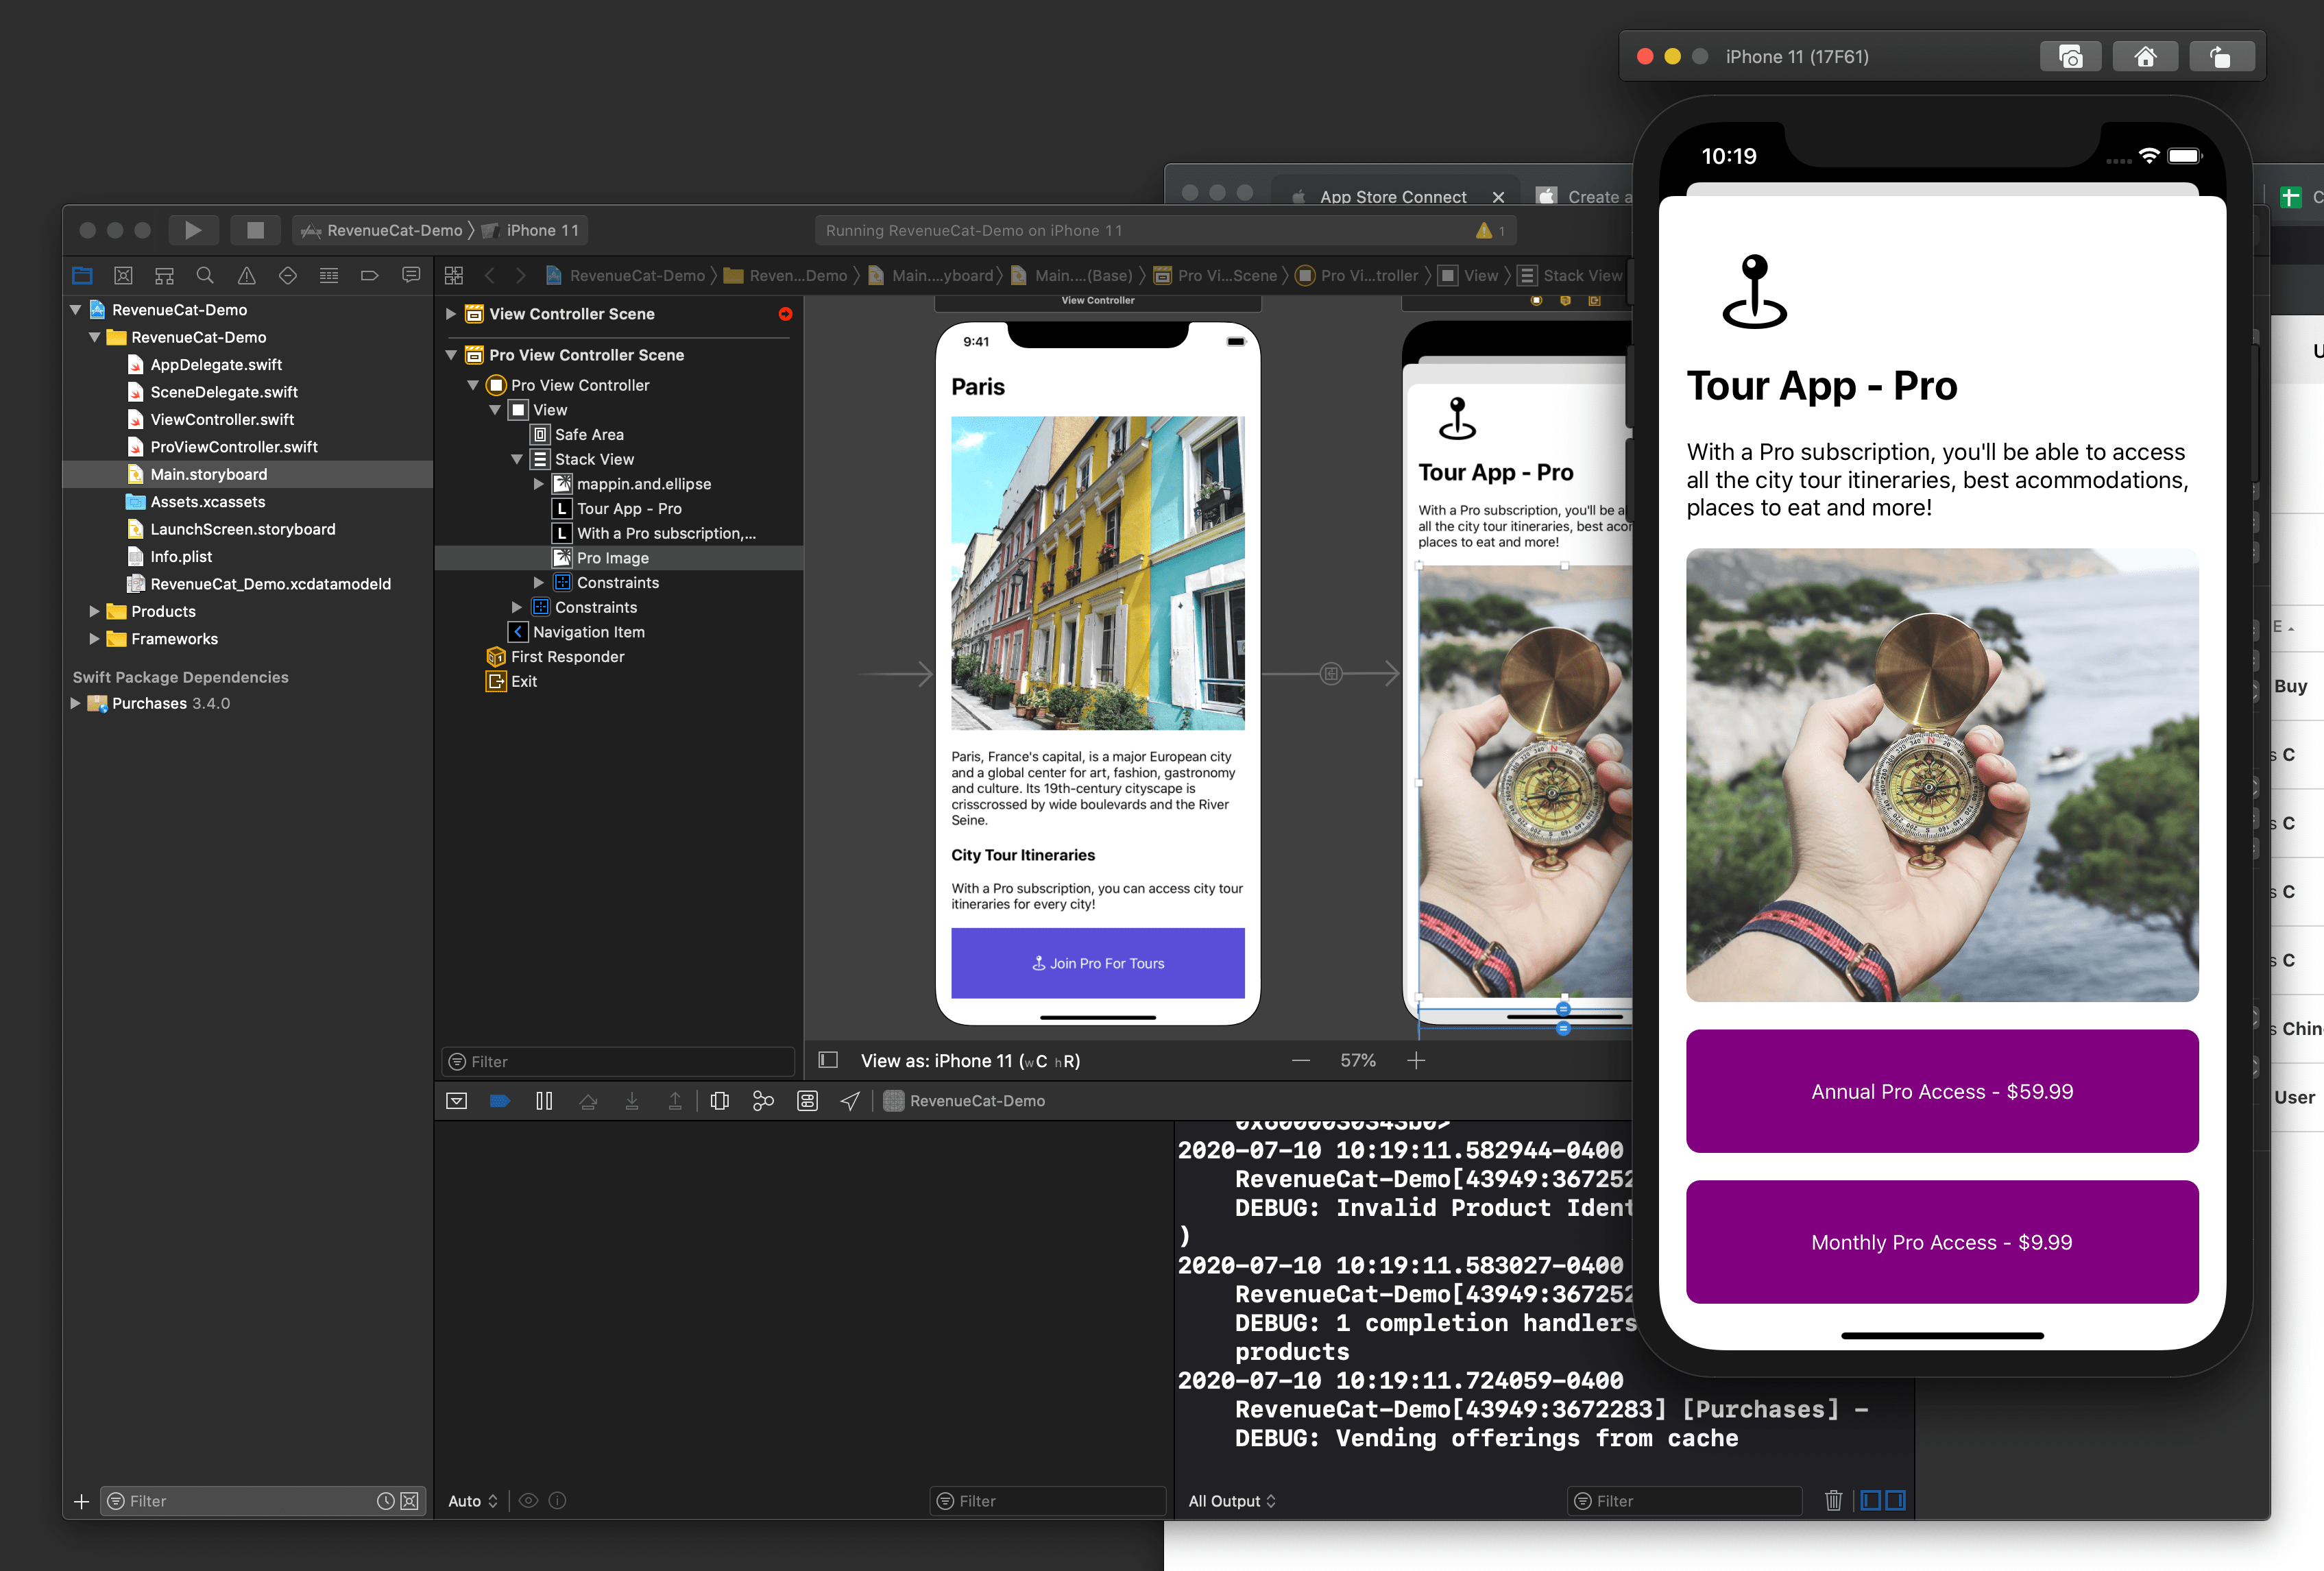 iPhone 11 (17F61)
App Store Connect
Create a
RevenueCat-Demo
iPhone 11
Running RevenueCat-Demo on iPhone 11
1
RevenueCat-Demo
Reven...Demo
Main....yboard
Main....(Base)
Pro Vi...Scene
Pro Vi...troller
View
Stack View
RevenueCat-Demo
RevenueCat-Demo
AppDelegate.swift
SceneDelegate.swift
ViewController.swift
ProViewController.swift
Main.storyboard
Assets.xcassets
LaunchScreen.storyboard
Info.plist
RevenueCat_Demo.xcdatamodeld
Products
Frameworks
Swift Package Dependencies
Purchases 3.4.0
Filter
View Controller Scene
Pro View Controller Scene
Pro View Controller
View
Safe Area
Stack View
mappin.and.ellipse
L Tour App - Pro
L With a Pro subscription,...
Pro Image
Constraints
Constraints
Navigation Item
First Responder
Exit
Filter
View Controller
9:41
Paris
Paris, France's capital, is a major European city
and a global center for art, fashion, gastronomy
and culture. Its 19th-century cityscape is
crisscrossed by wide boulevards and the River
Seine.
City Tour Itineraries
With a Pro subscription, you can access city tour
itineraries for every city!
Join Pro For Tours
Tour App - Pro
With a Pro subscription, you'll be a
all the city tour itineraries, best acor
places to eat and more!
View as: iPhone 11 (wC hR)
57%
RevenueCat-Demo
0x6000030343b0>
2020-07-10 10:19:11.582944-0400
RevenueCat-Demo[43949:367252
DEBUG: Invalid Product Ident
)
2020-07-10 10:19:11.583027-0400
RevenueCat-Demo[43949:367252
DEBUG: 1 completion handlers
products
2020-07-10 10:19:11.724059-0400
RevenueCat-Demo[43949:3672283] [Purchases] -
DEBUG: Vending offerings from cache
Auto
Filter
All Output
Filter
10:19
Tour App - Pro
With a Pro subscription, you'll be able to access
all the city tour itineraries, best acommodations,
places to eat and more!
Annual Pro Access - $59.99
Monthly Pro Access - $9.99
C
U
E
Buy
s C
s C
s C
s C
s Chin
User